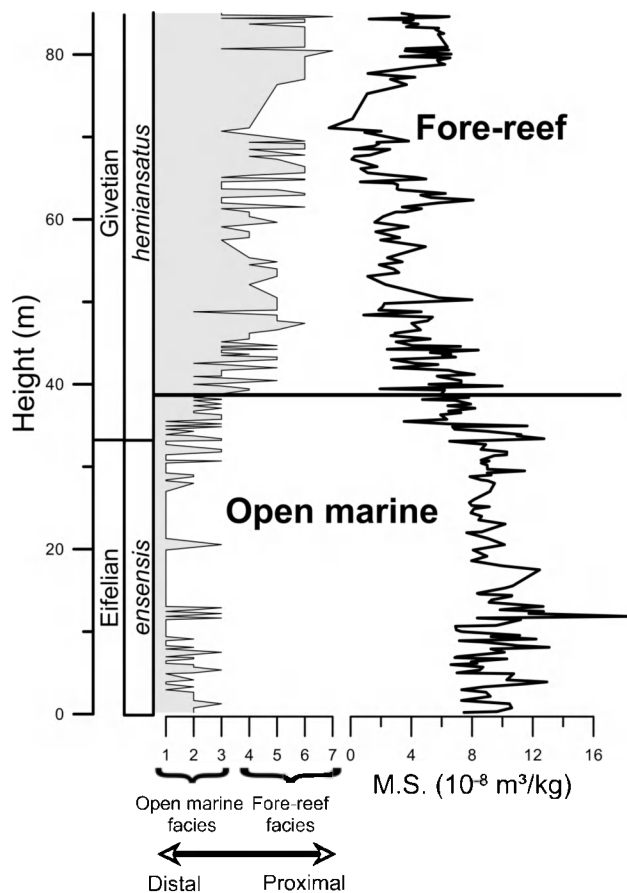 80
60
40
20
0
Height (m)
Givetian
Eifelian
hemiansatus
ensensis
Fore-reef
Open marine
1 2 3 4 5 6 7
0 4 8 12 16
M.S. (10⁻⁸ m³/kg)
Open marine facies
Fore-reef facies
Distal
Proximal